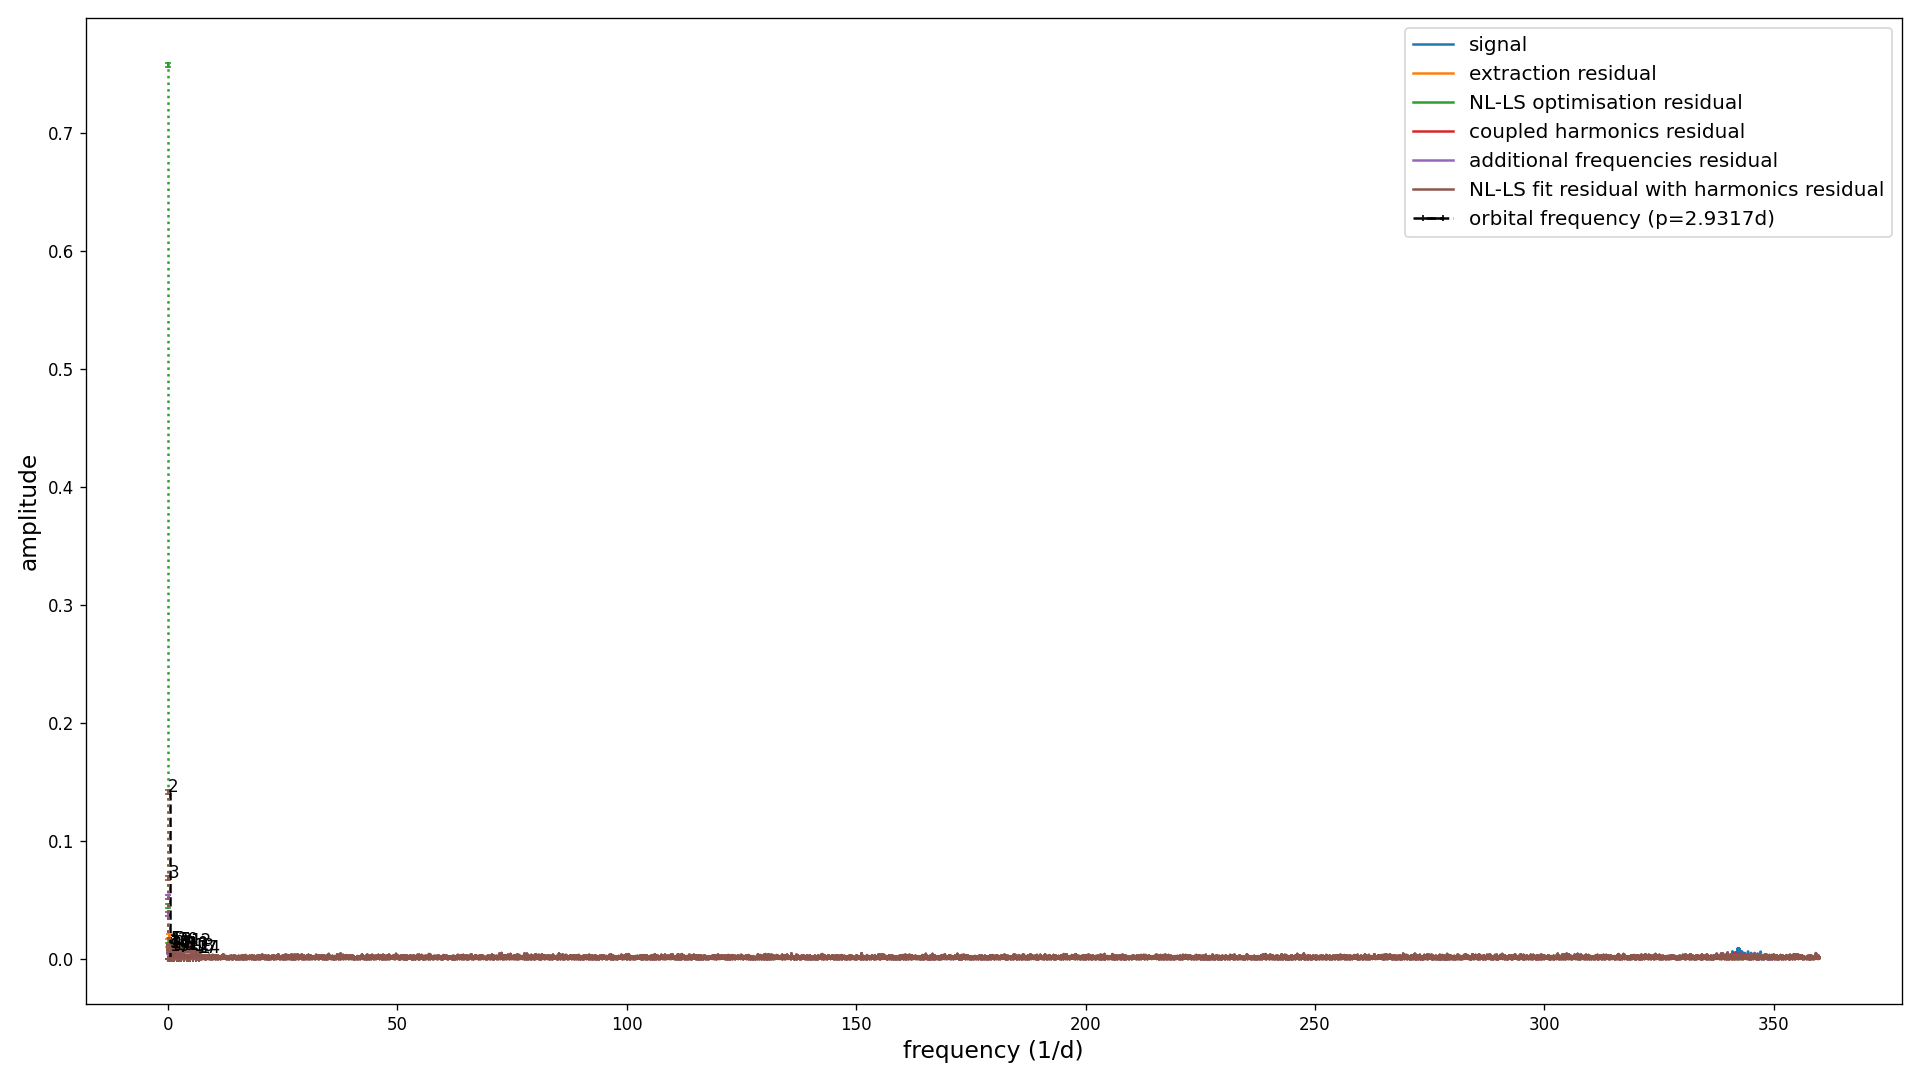 signal
extraction residual
NL-LS optimisation residual
coupled harmonics residual
additional frequencies residual
NL-LS fit residual with harmonics residual
orbital frequency (p=2.9317d)
0.7
0.6
0.5
0.4
0.3
0.2
0.1
0.0
amplitude
2
3
0
50
100
150
200
250
300
350
frequency (1/d)